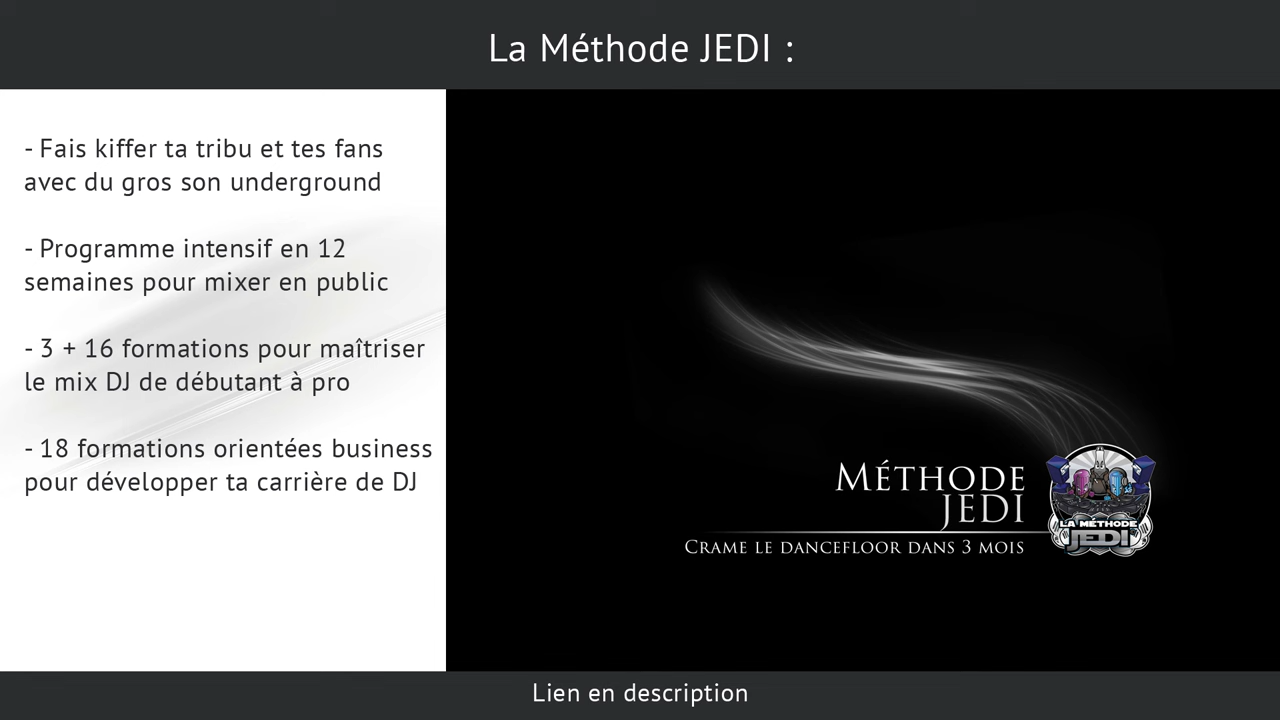 La Méthode JEDI :
- Fais kiffer ta tribu et tes fans
avec du gros son underground
- Programme intensif en 12
semaines pour mixer en public
- 3 + 16 formations pour maîtriser
le mix DJ de débutant à pro
- 18 formations orientées business
pour développer ta carrière de DJ
MÉTHODE
JEDI
CRAME LE DANCEFLOOR DANS 3 MOIS
LA MÉTHODE
JEDI
Lien en description